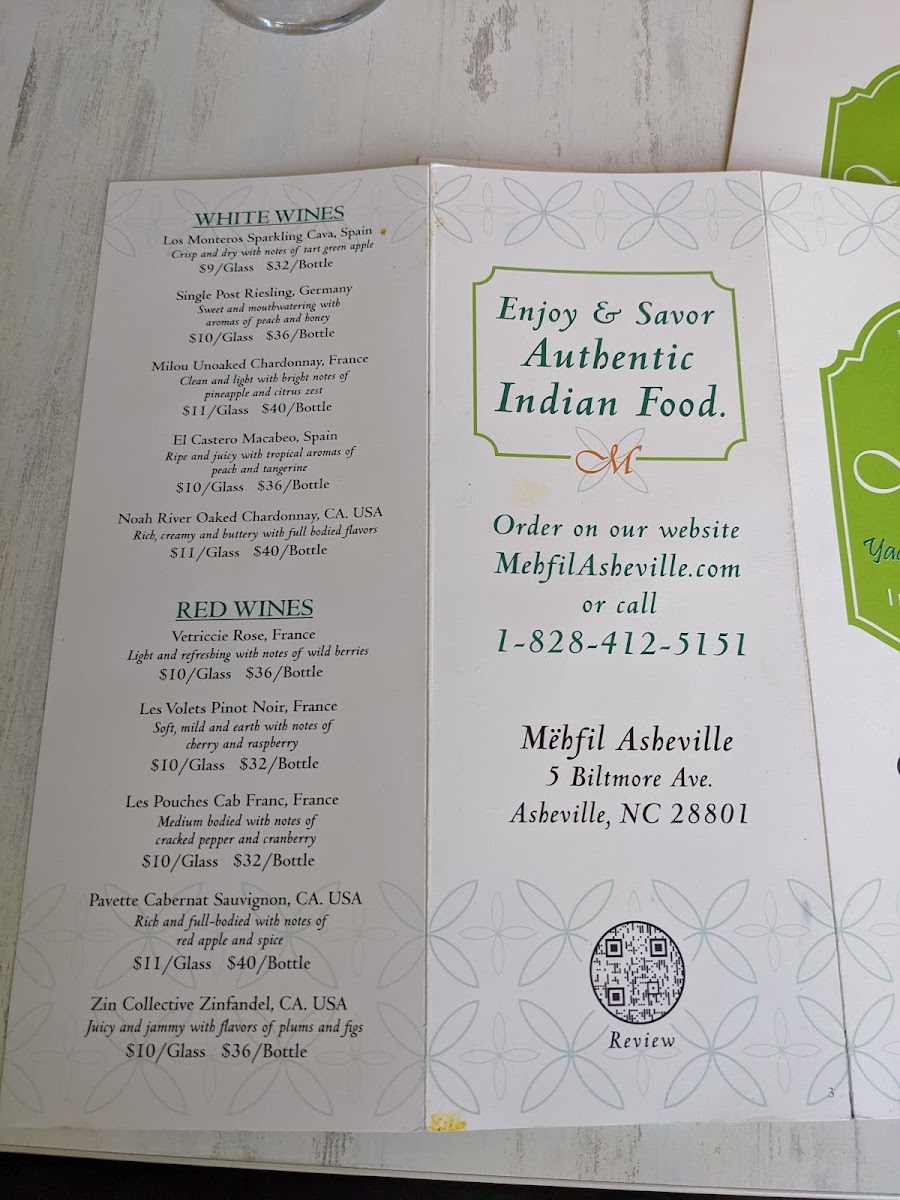 WHITE WINES
Los Monteros Sparkling Cava, Spain
Crisp and dry with notes of tart green apple
$9/Glass $32/Bottle
Single Post Riesling, Germany
Sweet and mouthwatering with
aromas of peach and honey
$10/Glass $36/Bottle
Milou Unoaked Chardonnay, France
Clean and light with bright notes of
pineapple and citrus zest
$11/Glass $40/Bottle
El Castero Macabeo, Spain
Ripe and juicy with tropical aromas of
peach and tangerine
$10/Glass $36/Bottle
Noah River Oaked Chardonnay, CA. USA
Rich, creamy and buttery with full bodied flavors
$11/Glass $40/Bottle
RED WINES
Vetriccie Rose, France
Light and refreshing with notes of wild berries
$10/Glass $36/Bottle
Les Volets Pinot Noir, France
Soft, mild and earth with notes of
cherry and raspberry
$10/Glass $32/Bottle
Les Pouches Cab Franc, France
Medium bodied with notes of
cracked pepper and cranberry
$10/Glass $32/Bottle
Pavette Cabernat Sauvignon, CA. USA
Rich and full-bodied with notes of
red apple and spice
$11/Glass $40/Bottle
Zin Collective Zinfandel, CA. USA
Juicy and jammy with flavors of plums and figs
$10/Glass $36/Bottle
Enjoy & Savor
Authentic
Indian Food.
M
Order on our website
MehfilAsheville.com
or call
1-828-412-5151
Mëhfil Asheville
5 Biltmore Ave.
Asheville, NC 28801
Review
3